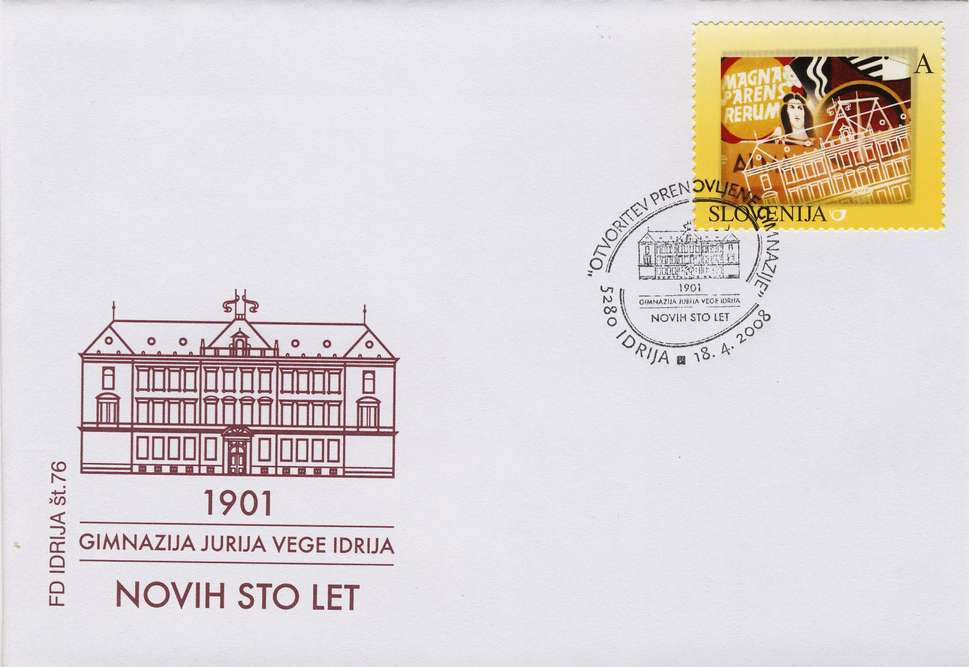 A
MAGNA
PARENS
RERUM
SLOVENIJA
"OTVORITEV PRENOVLJENE GIMNAZIJE"
1901
GIMNAZIJA JURIJA VEGE IDRIJA
NOVIH STO LET
5280 IDRIJA 18. 4. 2008
1901
GIMNAZIJA JURIJA VEGE IDRIJA
NOVIH STO LET
FD IDRIJA št.76